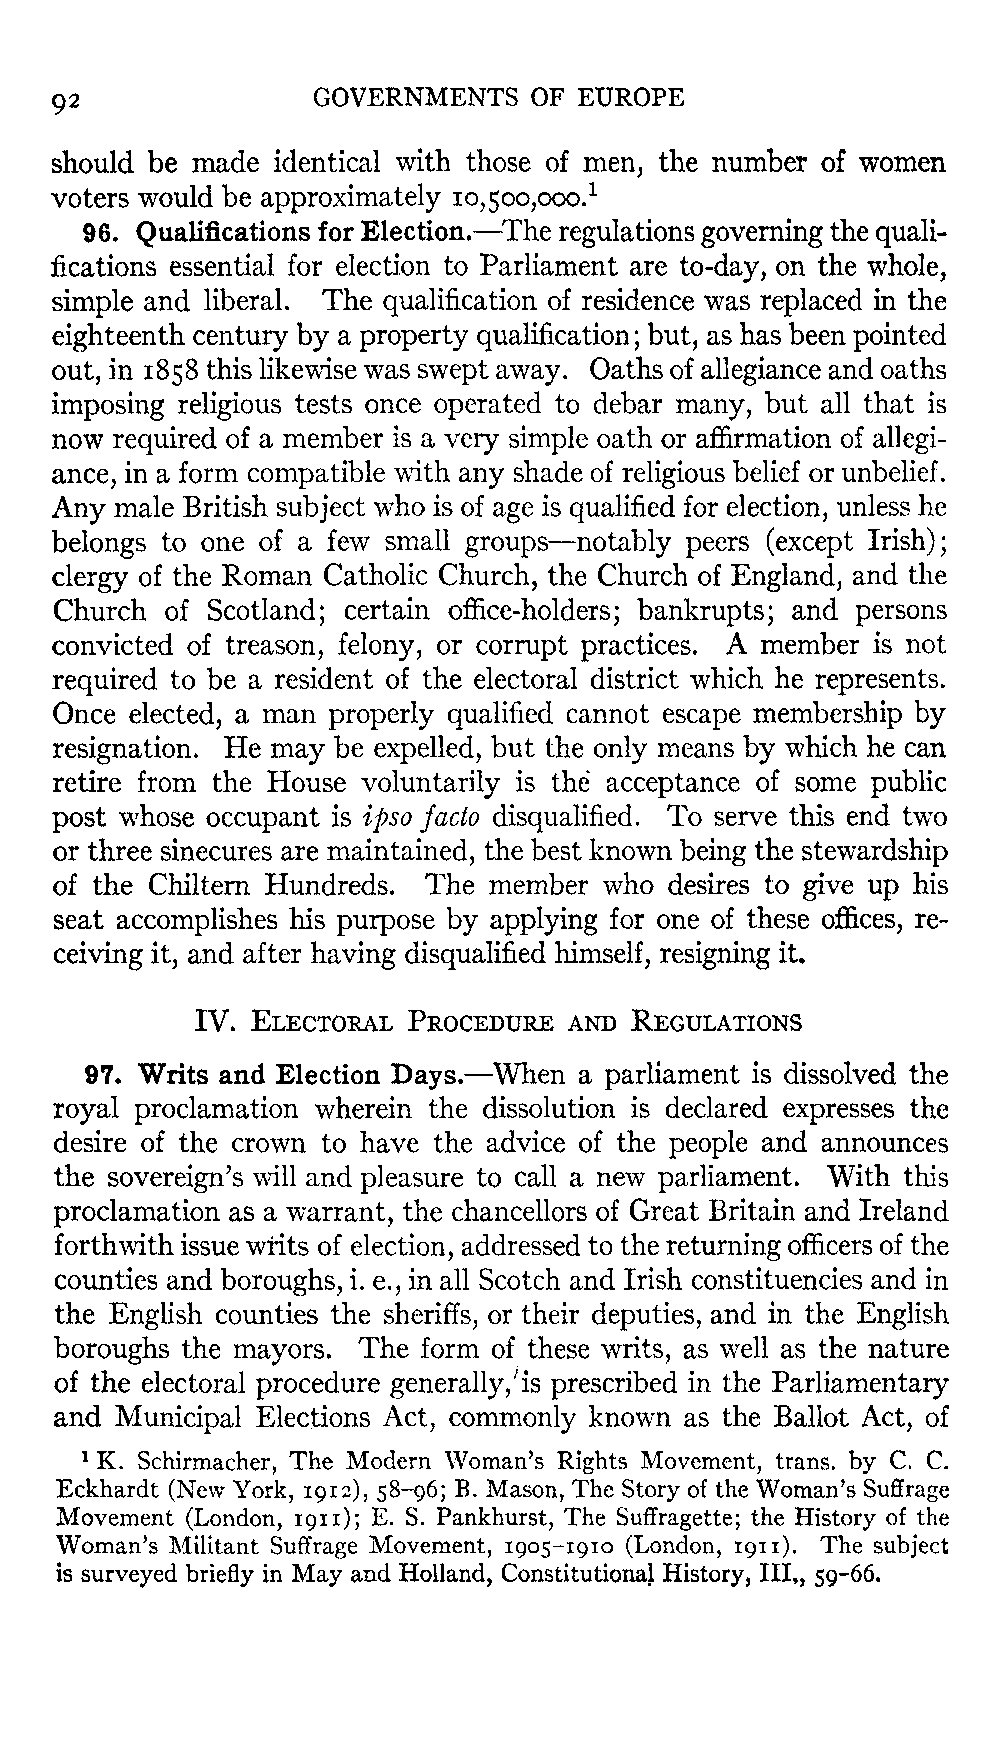 92 GOVERNMENTS OF EUROPE
should be made identical with those of men, the number of women
voters would be approximately 10,500,000.¹
96. Qualifications for Election.—The regulations governing the quali-
fications essential for election to Parliament are to-day, on the whole,
simple and liberal. The qualification of residence was replaced in the
eighteenth century by a property qualification; but, as has been pointed
out, in 1858 this likewise was swept away. Oaths of allegiance and oaths
imposing religious tests once operated to debar many, but all that is
now required of a member is a very simple oath or affirmation of allegi-
ance, in a form compatible with any shade of religious belief or unbelief.
Any male British subject who is of age is qualified for election, unless he
belongs to one of a few small groups—notably peers (except Irish);
clergy of the Roman Catholic Church, the Church of England, and the
Church of Scotland; certain office-holders; bankrupts; and persons
convicted of treason, felony, or corrupt practices. A member is not
required to be a resident of the electoral district which he represents.
Once elected, a man properly qualified cannot escape membership by
resignation. He may be expelled, but the only means by which he can
retire from the House voluntarily is the acceptance of some public
post whose occupant is ipso facto disqualified. To serve this end two
or three sinecures are maintained, the best known being the stewardship
of the Chiltern Hundreds. The member who desires to give up his
seat accomplishes his purpose by applying for one of these offices, re-
ceiving it, and after having disqualified himself, resigning it.
IV. ELECTORAL PROCEDURE AND REGULATIONS
97. Writs and Election Days.—When a parliament is dissolved the
royal proclamation wherein the dissolution is declared expresses the
desire of the crown to have the advice of the people and announces
the sovereign's will and pleasure to call a new parliament. With this
proclamation as a warrant, the chancellors of Great Britain and Ireland
forthwith issue writs of election, addressed to the returning officers of the
counties and boroughs, i. e., in all Scotch and Irish constituencies and in
the English counties the sheriffs, or their deputies, and in the English
boroughs the mayors. The form of these writs, as well as the nature
of the electoral procedure generally, is prescribed in the Parliamentary
and Municipal Elections Act, commonly known as the Ballot Act, of
¹ K. Schirmacher, The Modern Woman's Rights Movement, trans. by C. C.
Eckhardt (New York, 1912), 58–96; B. Mason, The Story of the Woman's Suffrage
Movement (London, 1911); E. S. Pankhurst, The Suffragette; the History of the
Woman's Militant Suffrage Movement, 1905–1910 (London, 1911). The subject
is surveyed briefly in May and Holland, Constitutional History, III., 59–66.